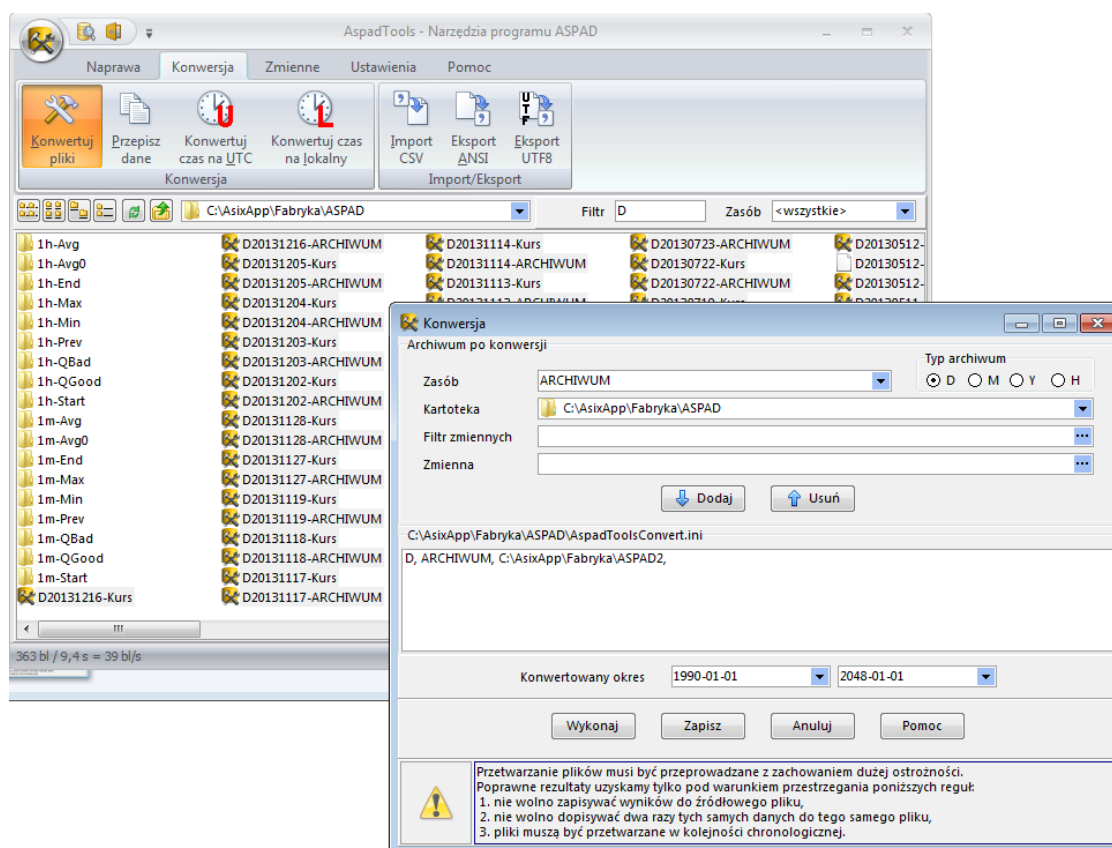 AspadTools - Narzędzia programu ASPAD
Naprawa Konwersja Zmienne Ustawienia Pomoc
Konwertuj pliki
Przepisz dane
Konwertuj czas na UTC
Konwertuj czas na lokalny
Import CSV
Eksport ANSI
Eksport UTF8
Konwersja Import/Eksport
C:\AsixApp\Fabryka\ASPAD Filtr D Zasób <wszystkie>
1h-Avg D20131216-ARCHIWUM D20131114-Kurs D20130723-ARCHIWUM D20130512-
1h-Avg0 D20131205-Kurs D20131114-ARCHIWUM D20130722-Kurs D20130512-
1h-End D20131205-ARCHIWUM D20131113-Kurs D20130722-ARCHIWUM D20130512-
1h-Max D20131204-Kurs
1h-Min D20131204-ARCHIWUM
1h-Prev D20131203-Kurs
1h-QBad D20131203-ARCHIWUM
1h-QGood D20131202-Kurs
1h-Start D20131202-ARCHIWUM
1m-Avg D20131128-Kurs
1m-Avg0 D20131128-ARCHIWUM
1m-End D20131127-Kurs
1m-Max D20131127-ARCHIWUM
1m-Min D20131119-Kurs
1m-Prev D20131119-ARCHIWUM
1m-QBad D20131118-Kurs
1m-QGood D20131118-ARCHIWUM
1m-Start D20131117-Kurs
D20131216-Kurs D20131117-ARCHIWUM
363 bl / 9,4 s = 39 bl/s
Konwersja
Archiwum po konwersji
Typ archiwum
Zasób ARCHIWUM D M Y H
Kartoteka C:\AsixApp\Fabryka\ASPAD
Filtr zmiennych
Zmienna
Dodaj Usuń
C:\AsixApp\Fabryka\ASPAD\AspadToolsConvert.ini
D, ARCHIWUM, C:\AsixApp\Fabryka\ASPAD2,
Konwertowany okres 1990-01-01 2048-01-01
Wykonaj Zapisz Anuluj Pomoc
Przetwarzanie plików musi być przeprowadzane z zachowaniem dużej ostrożności.
Poprawne rezultaty uzyskamy tylko pod warunkiem przestrzegania poniższych reguł:
1. nie wolno zapisywać wyników do źródłowego pliku,
2. nie wolno dopisywać dwa razy tych samych danych do tego samego pliku,
3. pliki muszą być przetwarzane w kolejności chronologicznej.